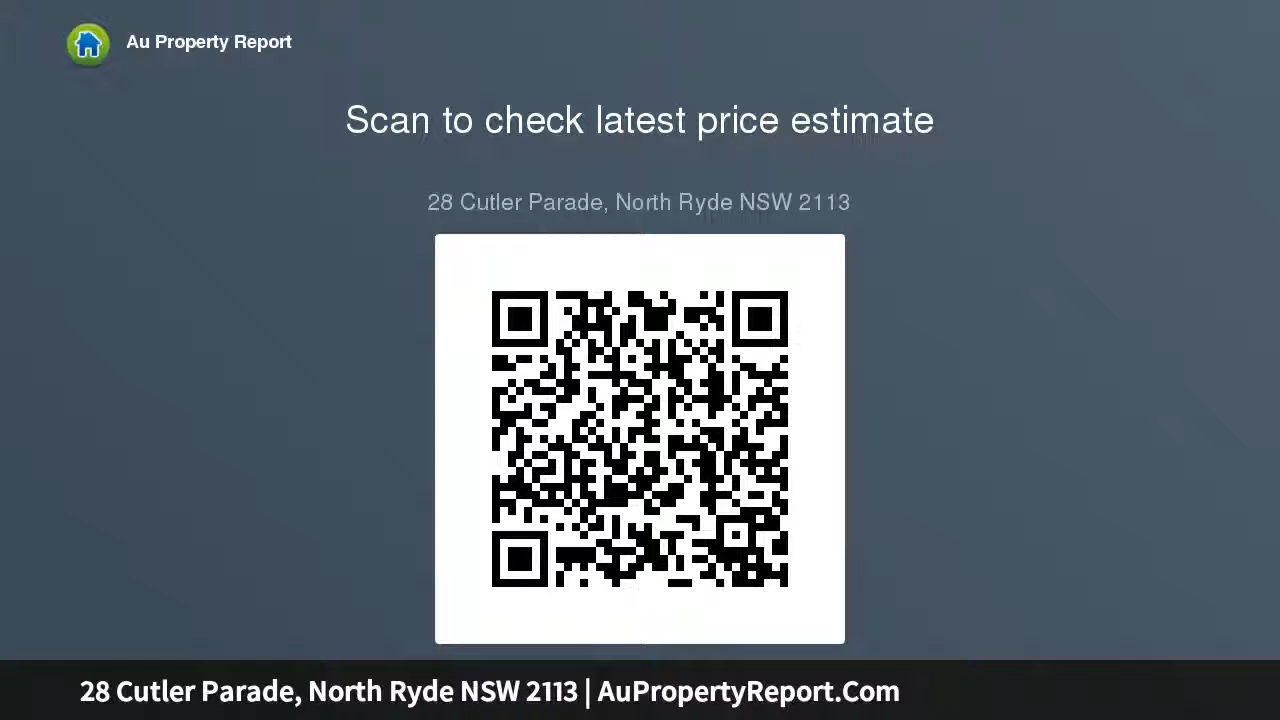 Au Property Report
Scan to check latest price estimate
28 Cutler Parade, North Ryde NSW 2113
28 Cutler Parade, North Ryde NSW 2113 | AuPropertyReport.Com